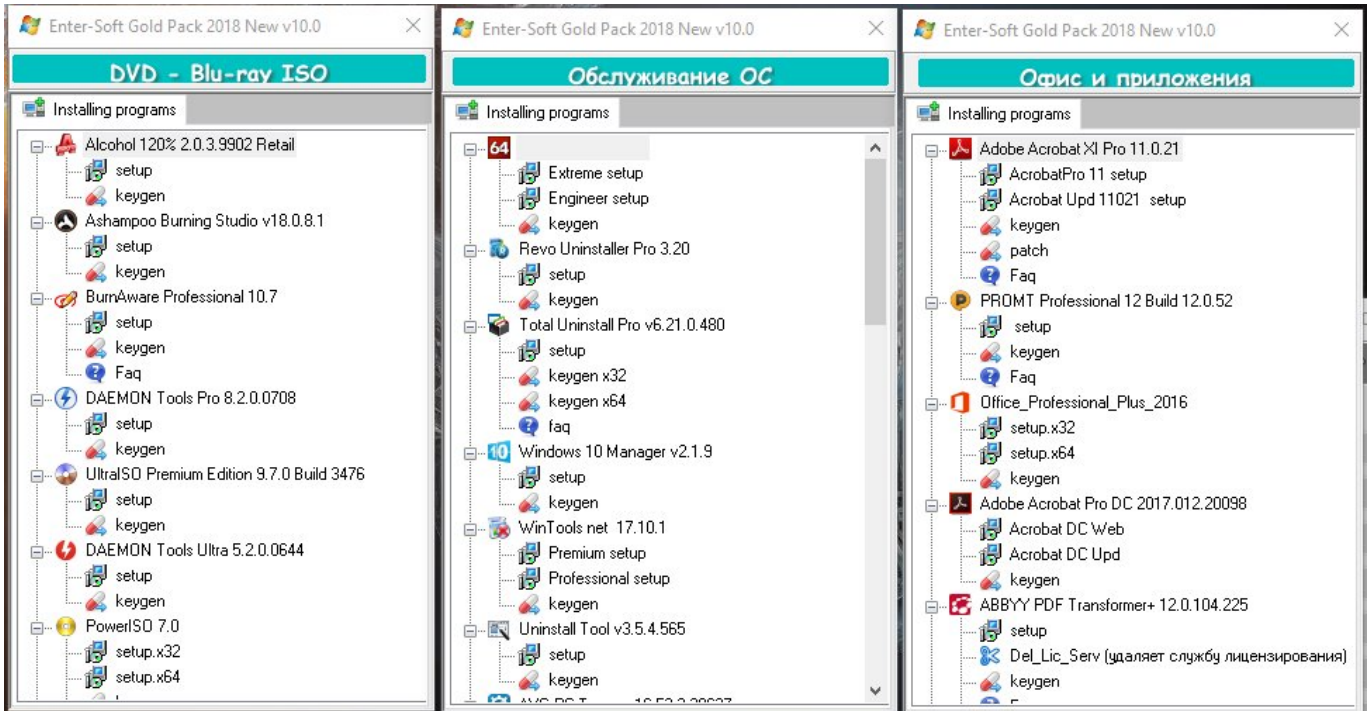 Enter-Soft Gold Pack 2018 New v10.0
DVD - Blu-ray ISO
Installing programs
Alcohol 120% 2.0.3.9902 Retail
setup
keygen
Ashampoo Burning Studio v18.0.8.1
setup
keygen
BurnAware Professional 10.7
setup
keygen
Faq
DAEMON Tools Pro 8.2.0.0708
setup
keygen
UltraISO Premium Edition 9.7.0 Build 3476
setup
keygen
DAEMON Tools Ultra 5.2.0.0644
setup
keygen
PowerISO 7.0
setup.x32
setup.x64
Enter-Soft Gold Pack 2018 New v10.0
Обслуживание ОС
Installing programs
64
Extreme setup
Engineer setup
keygen
Revo Uninstaller Pro 3.20
setup
keygen
Total Uninstall Pro v6.21.0.480
setup
keygen x32
keygen x64
faq
10 Windows 10 Manager v2.1.9
setup
keygen
WinTools net 17.10.1
Premium setup
Professional setup
keygen
Uninstall Tool v3.5.4.565
setup
keygen
Enter-Soft Gold Pack 2018 New v10.0
Офис и приложения
Installing programs
Adobe Acrobat XI Pro 11.0.21
AcrobatPro 11 setup
Acrobat Upd 11021 setup
keygen
patch
Faq
PROMT Professional 12 Build 12.0.52
setup
keygen
Faq
Office_Professional_Plus_2016
setup.x32
setup.x64
keygen
Adobe Acrobat Pro DC 2017.012.20098
Acrobat DC Web
Acrobat DC Upd
keygen
ABBYY PDF Transformer+ 12.0.104.225
setup
Del_Lic_Serv (удаляет службу лицензирования)
keygen